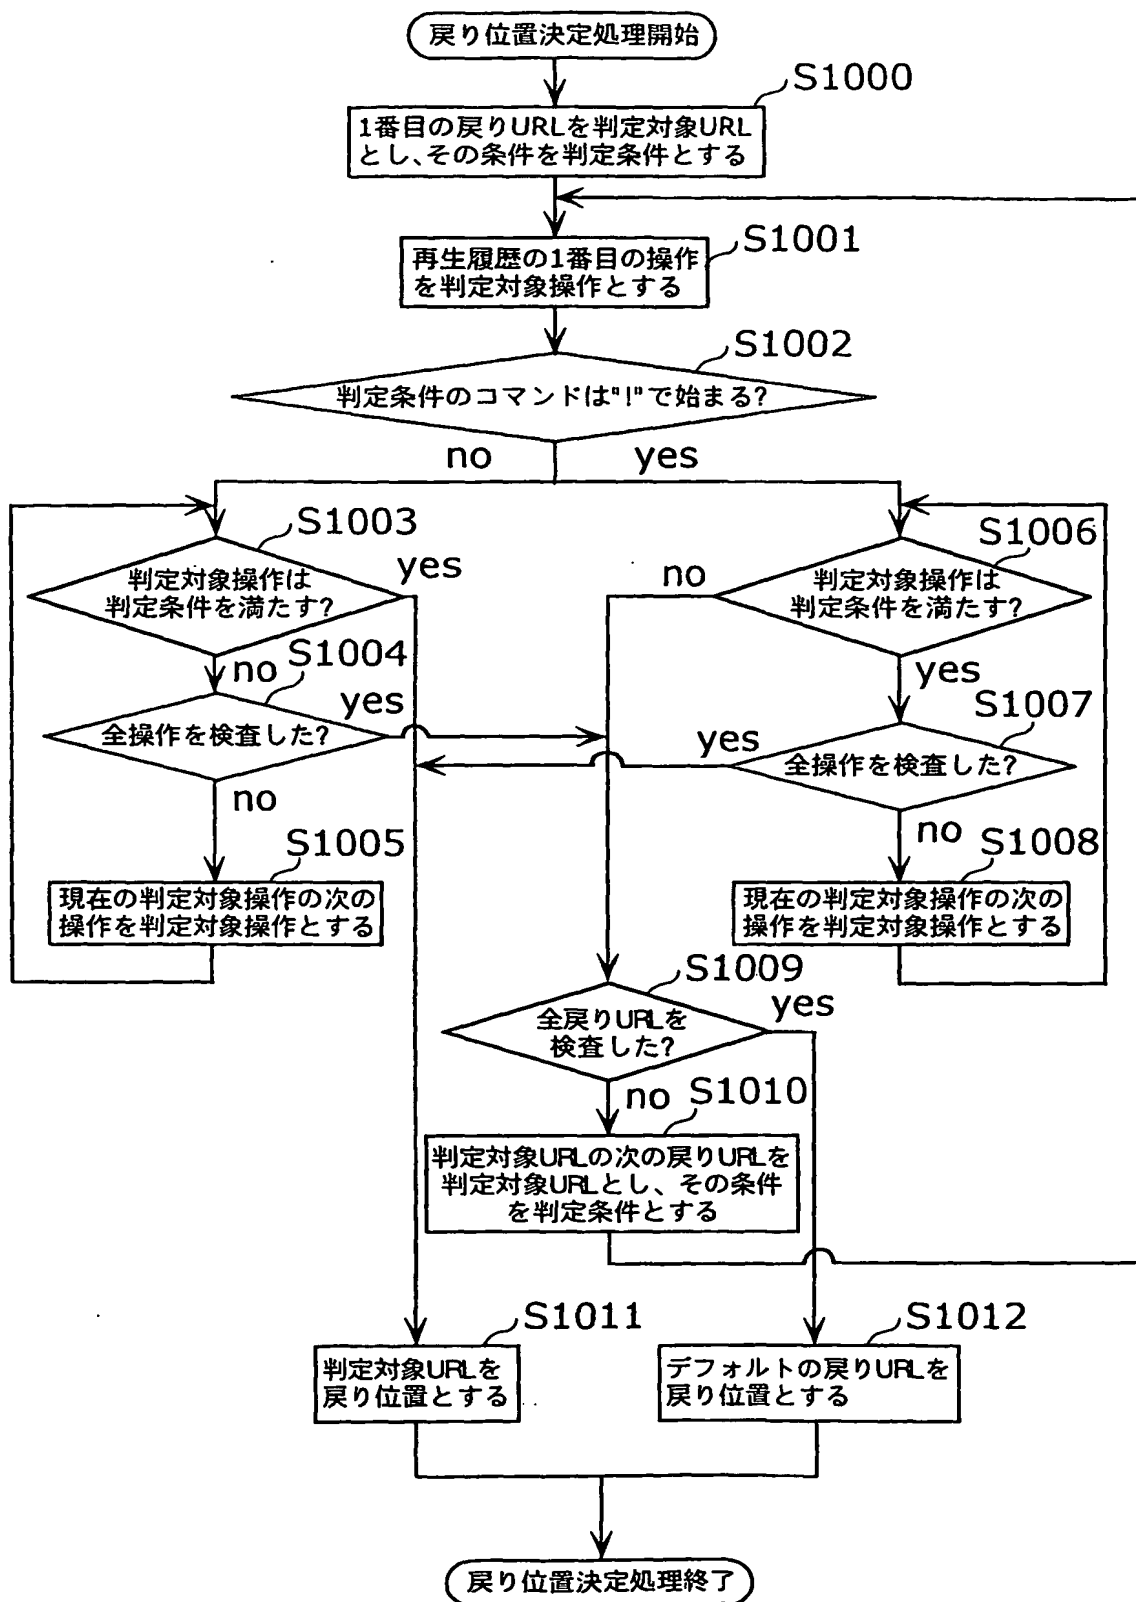 戻り位置決定処理開始
S1000
1番目の戻りURLを判定対象URL
とし、その条件を判定条件とする
S1001
再生履歴の1番目の操作
を判定対象操作とする
S1002
判定条件のコマンドは"!"で始まる?
no
yes
S1003
判定対象操作は
判定条件を満たす?
yes
no
S1004
全操作を検査した?
yes
no
S1005
現在の判定対象操作の次の
操作を判定対象操作とする
S1006
判定対象操作は
判定条件を満たす?
no
yes
S1007
全操作を検査した?
yes
no
S1008
現在の判定対象操作の次の
操作を判定対象操作とする
S1009
全戻りURLを
検査した?
yes
no
S1010
判定対象URLの次の戻りURLを
判定対象URLとし、その条件
を判定条件とする
S1011
判定対象URLを
戻り位置とする
S1012
デフォルトの戻りURLを
戻り位置とする
戻り位置決定処理終了